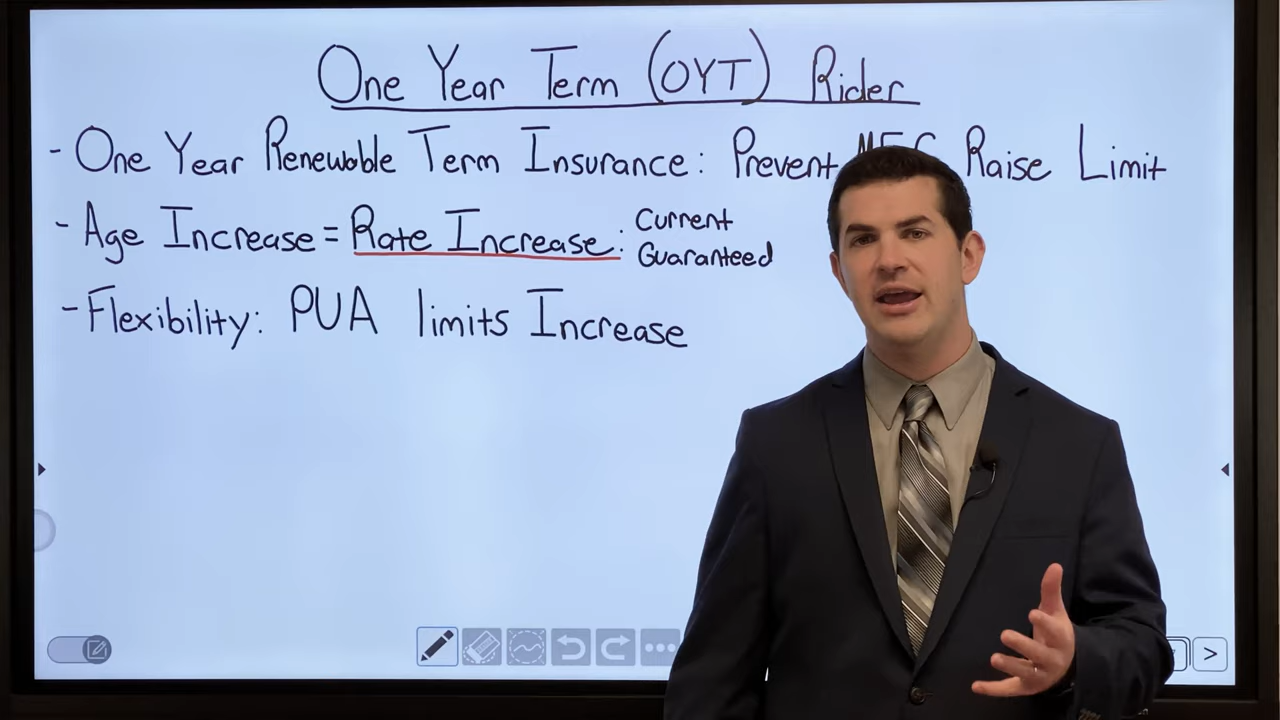 One Year Term (OYT) Rider
- One Year Renewable Term Insurance: Prevent Raise Limit
- Age Increase = Rate Increase: Current
Guaranteed
- Flexibility: PUA limits Increase